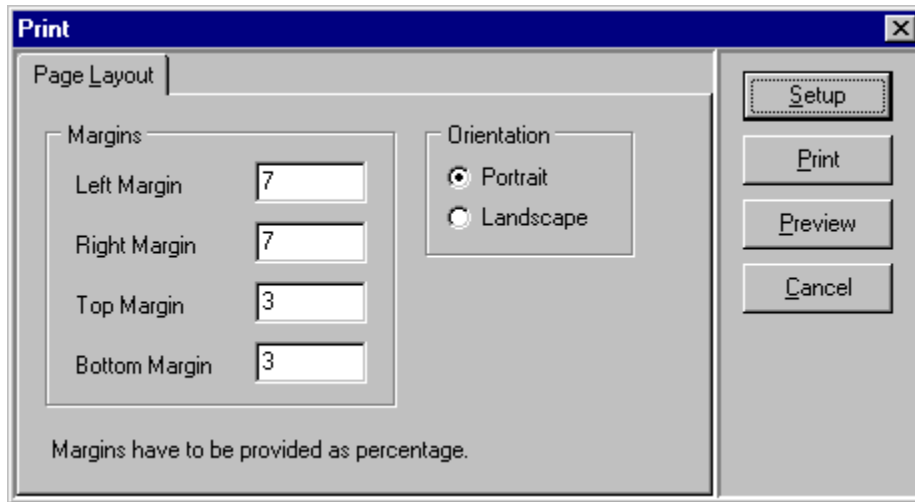 Print
Page Layout
Margins
Left Margin 7
Right Margin 7
Top Margin 3
Bottom Margin 3
Orientation
Portrait
Landscape
Margins have to be provided as percentage.
Setup
Print
Preview
Cancel